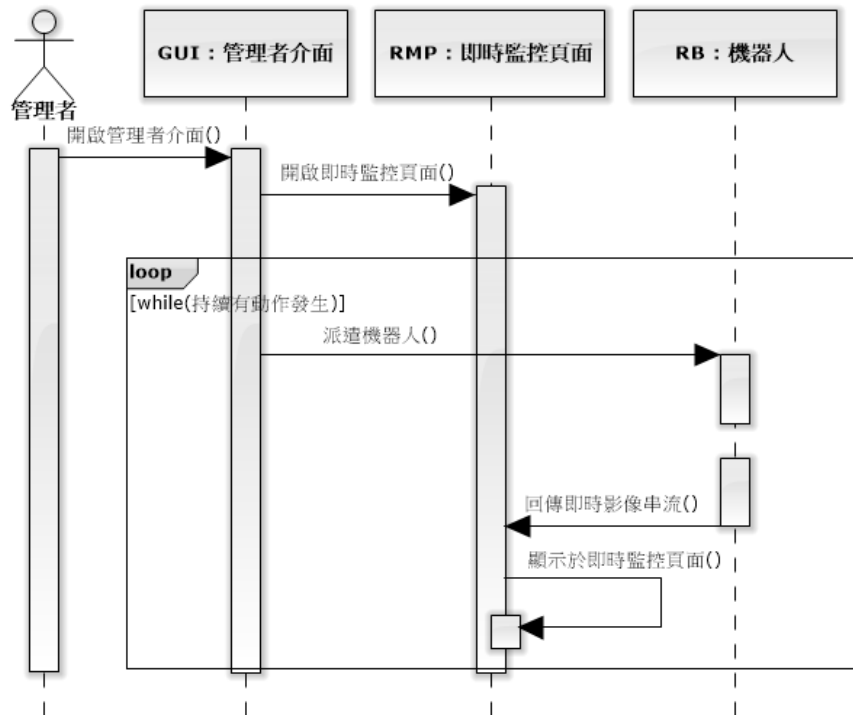 GUI：管理者介面
RMP：即時監控頁面
RB：機器人
管理者
開啟管理者介面()
開啟即時監控頁面()
loop
[while(持續有動作發生)]
派遣機器人()
回傳即時影像串流()
顯示於即時監控頁面()